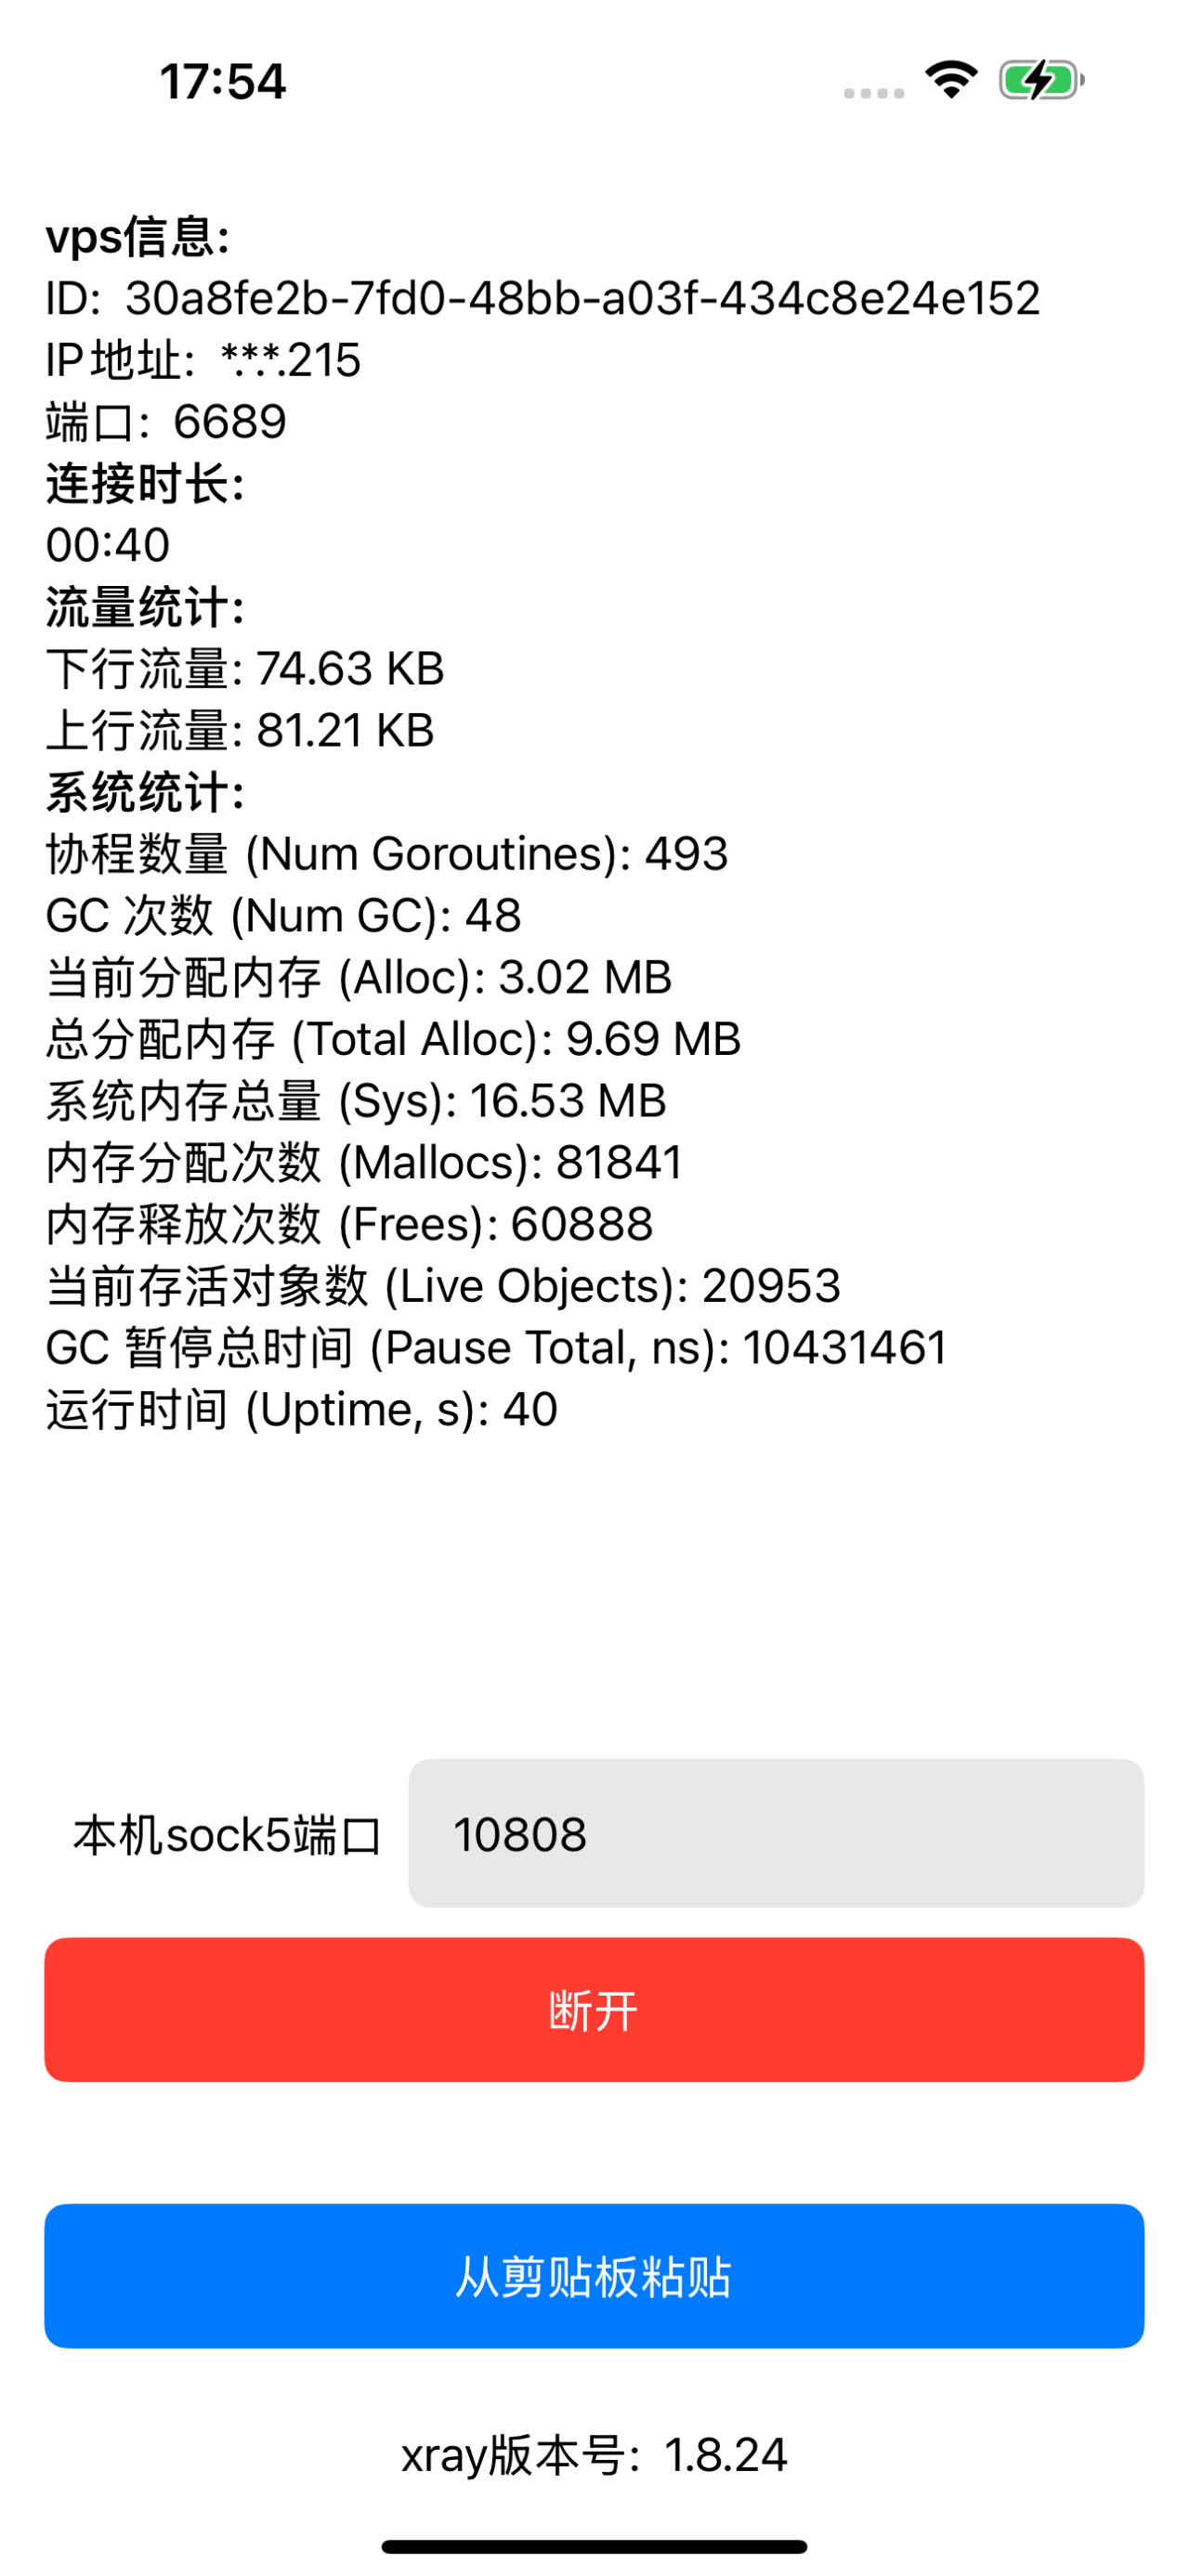 17:54
vps信息:
ID:  30a8fe2b-7fd0-48bb-a03f-434c8e24e152
IP地址:  *.*.*.215
端口:  6689
连接时长:
00:40
流量统计:
下行流量: 74.63 KB
上行流量: 81.21 KB
系统统计:
协程数量 (Num Goroutines): 493
GC 次数 (Num GC): 48
当前分配内存 (Alloc): 3.02 MB
总分配内存 (Total Alloc): 9.69 MB
系统内存总量 (Sys): 16.53 MB
内存分配次数 (Mallocs): 81841
内存释放次数 (Frees): 60888
当前存活对象数 (Live Objects): 20953
GC 暂停总时间 (Pause Total, ns): 10431461
运行时间 (Uptime, s): 40
本机sock5端口 10808
断开
从剪贴板粘贴
xray版本号:  1.8.24